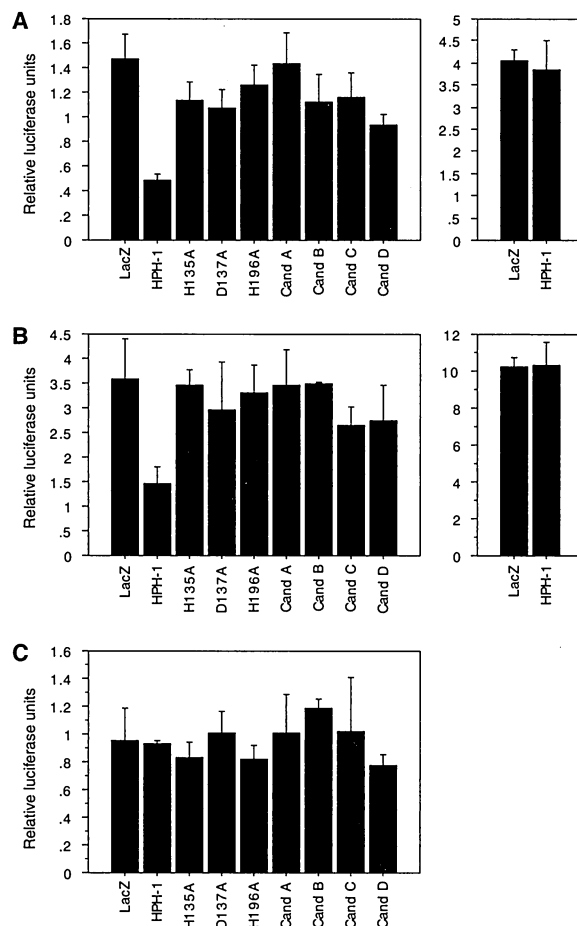 A
Relative luciferase units
1.8
1.6
1.4
1.2
1
.8
.6
.4
.2
0
LacZ
HPH-1
H135A
D137A
H196A
Cand A
Cand B
Cand C
Cand D
5
4.5
4
3.5
3
2.5
2
1.5
1
.5
0
LacZ
HPH-1
B
Relative luciferase units
4.5
4
3.5
3
2.5
2
1.5
1
.5
0
LacZ
HPH-1
H135A
D137A
H196A
Cand A
Cand B
Cand C
Cand D
12
10
8
6
4
2
0
LacZ
HPH-1
C
Relative luciferase units
1.6
1.4
1.2
1
.8
.6
.4
.2
0
LacZ
HPH-1
H135A
D137A
H196A
Cand A
Cand B
Cand C
Cand D